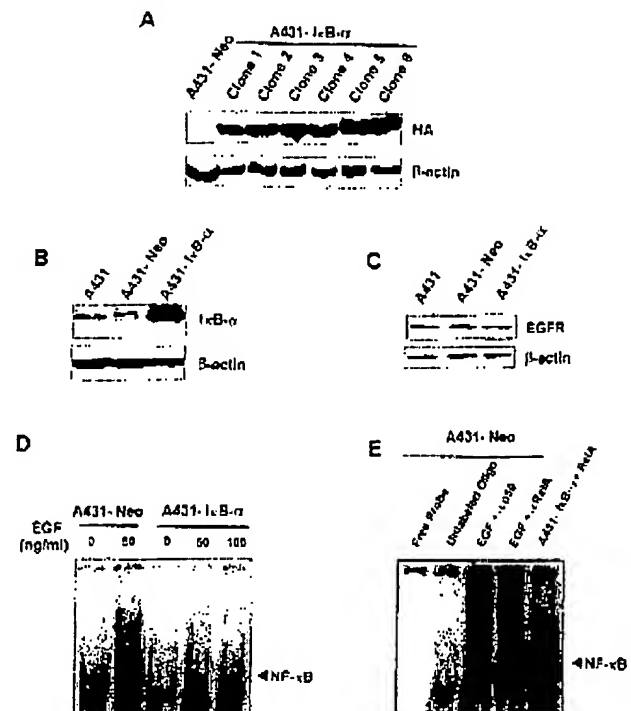 A
A431- IκB-α
A431- Neo
Clone 1
Clone 2
Clone 3
Clone 4
Clone 5
Clone 6
HA
β-actin
B
A431
A431- Neo
A431- IκB-α
IκB-α
β-actin
C
A431
A431- Neo
A431- IκB-α
EGFR
β-actin
D
A431- Neo
A431- IκB-α
EGF
(ng/ml)
0
50
0
50
100
NF-κB
E
A431- Neo
Free Probe
Unlabeled Oligo
EGF +
EGF +
A431- RelA
NF-κB